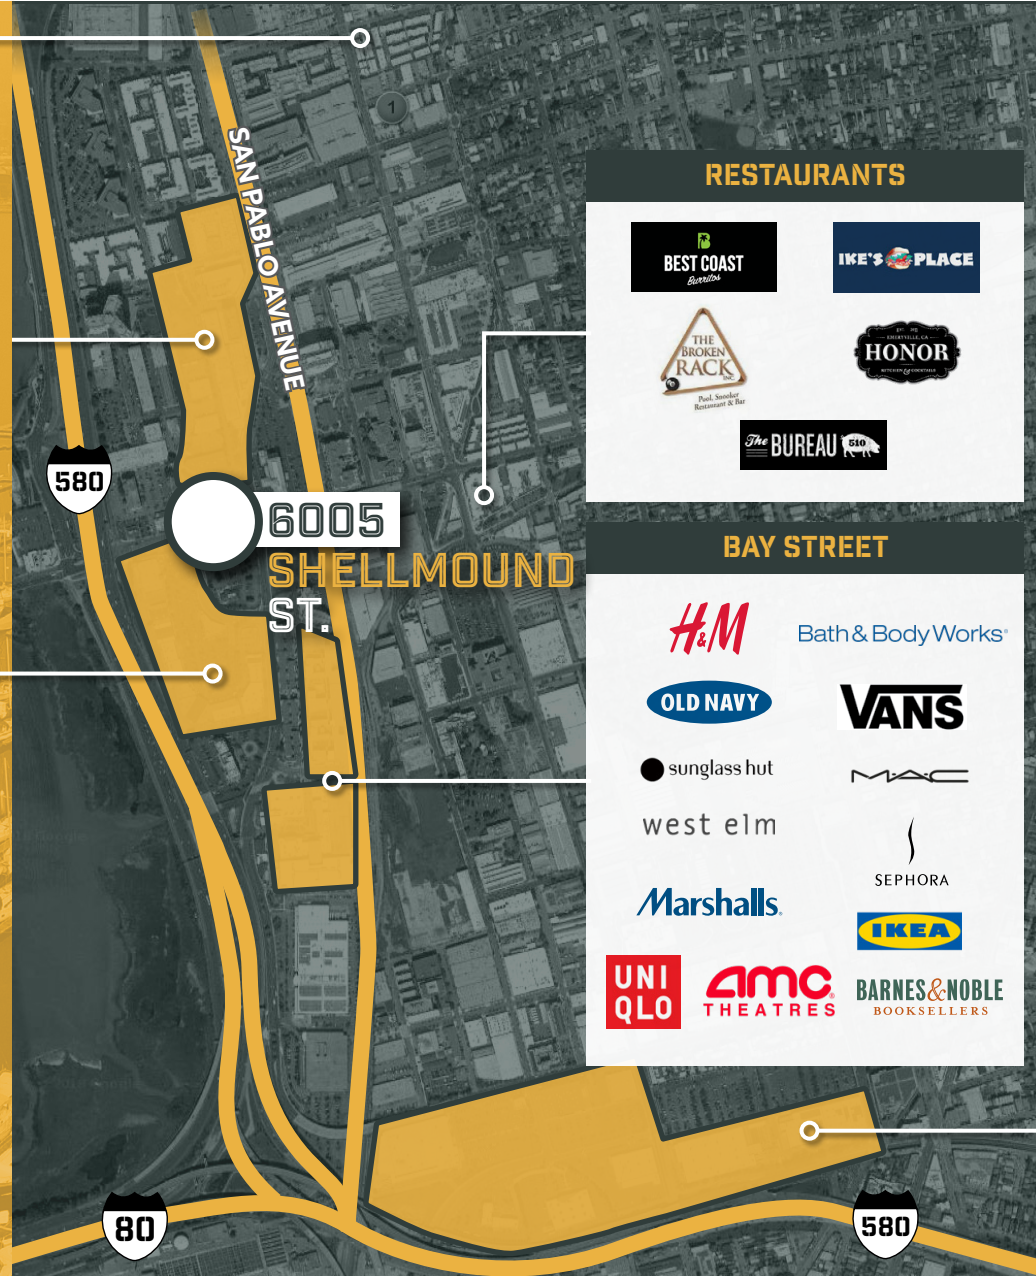 1
SAN PABLO AVENUE
580
6005
SHELLMOUND
ST.
RESTAURANTS
BEST COAST
Burritos
IKE'S PLACE
THE
BROKEN
RACK
INC.
Pool, Snooker
Restaurant & Bar
EMERYVILLE, CA
HONOR
KITCHEN & COCKTAILS
The BUREAU 510
BAY STREET
H&M
Bath & Body Works®
OLD NAVY
VANS
sunglass hut
M·A·C
west elm
SEPHORA
Marshalls®
IKEA
UNI
QLO
amc
THEATRES®
BARNES&NOBLE
BOOKSELLERS
80
580